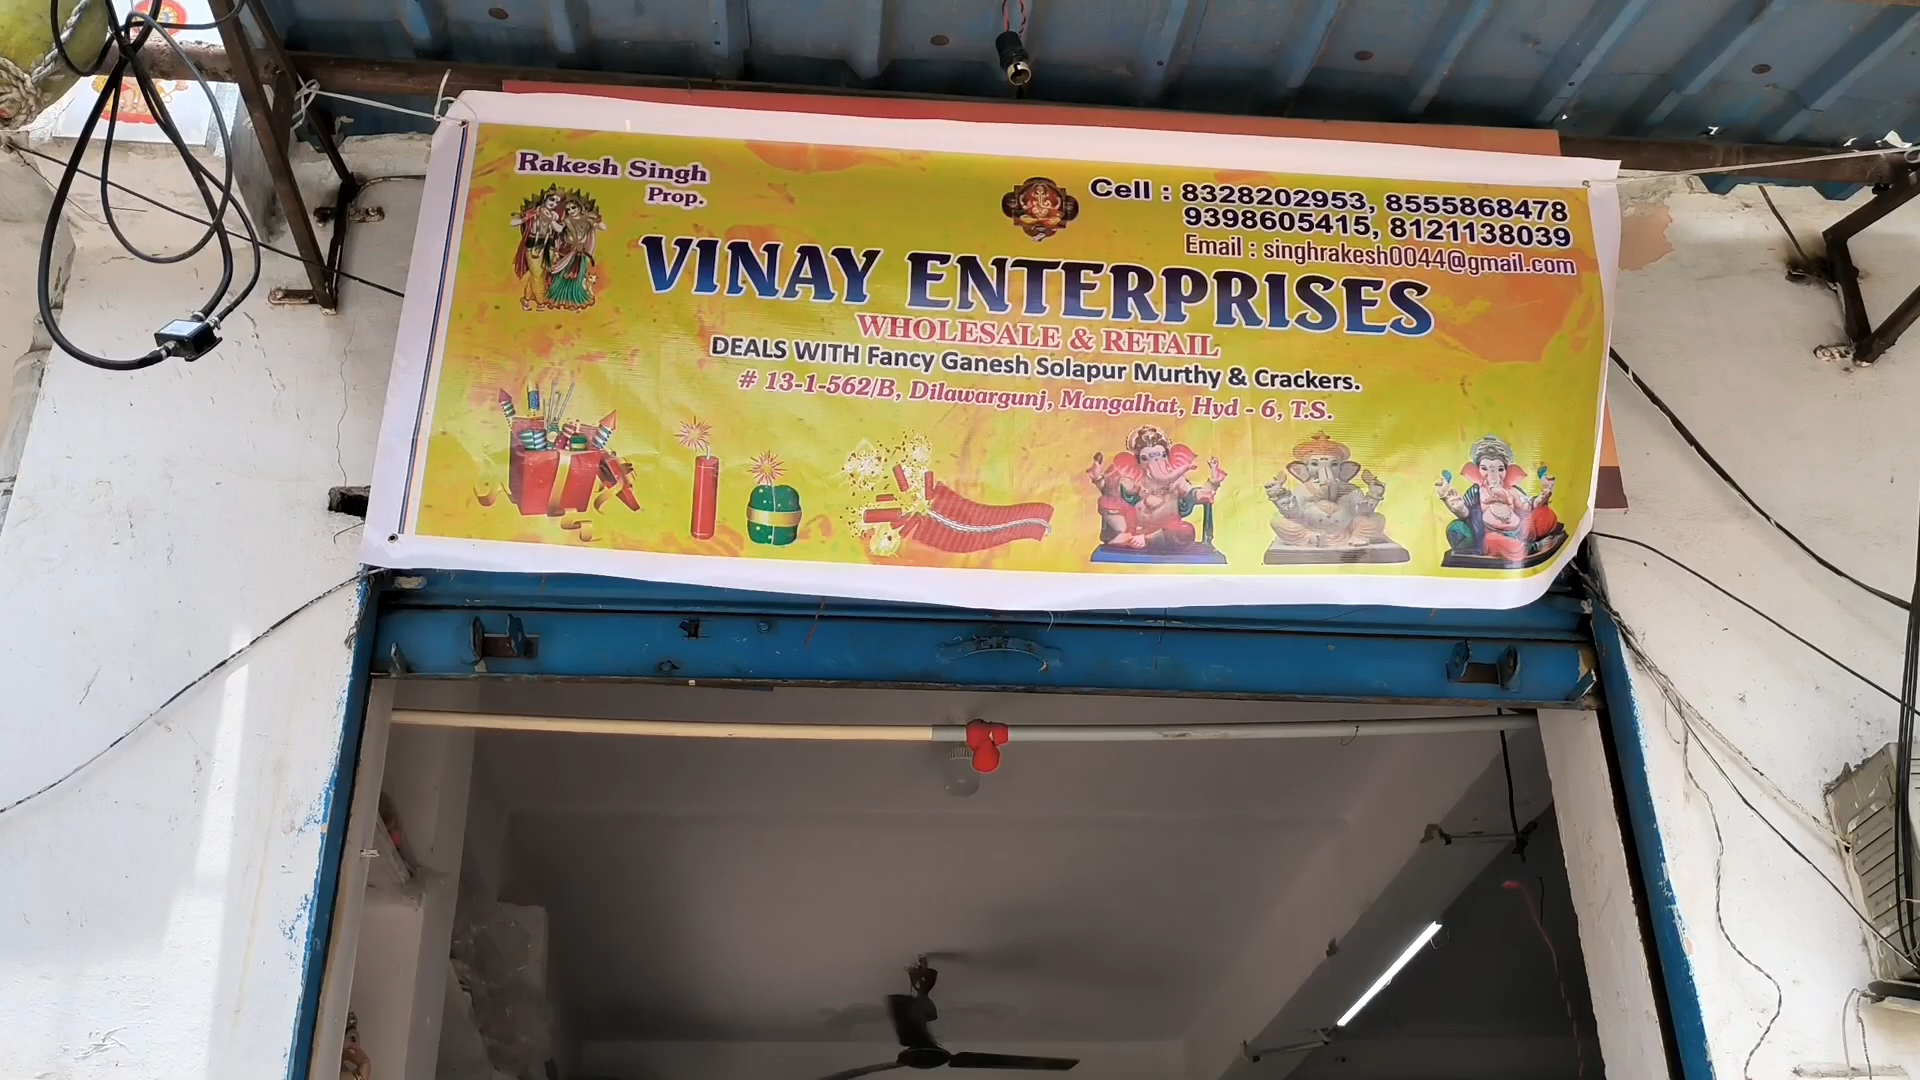 Rakesh Singh
Prop.
Cell : 8328202953, 8555868478
9398605415, 8121138039
Email : singhrakesh0044@gmail.com
VINAY ENTERPRISES
WHOLESALE & RETAIL
DEALS WITH Fancy Ganesh Solapur Murthy & Crackers.
# 13-1-562/B, Dilawargunj, Mangalhat, Hyd - 6, T.S.